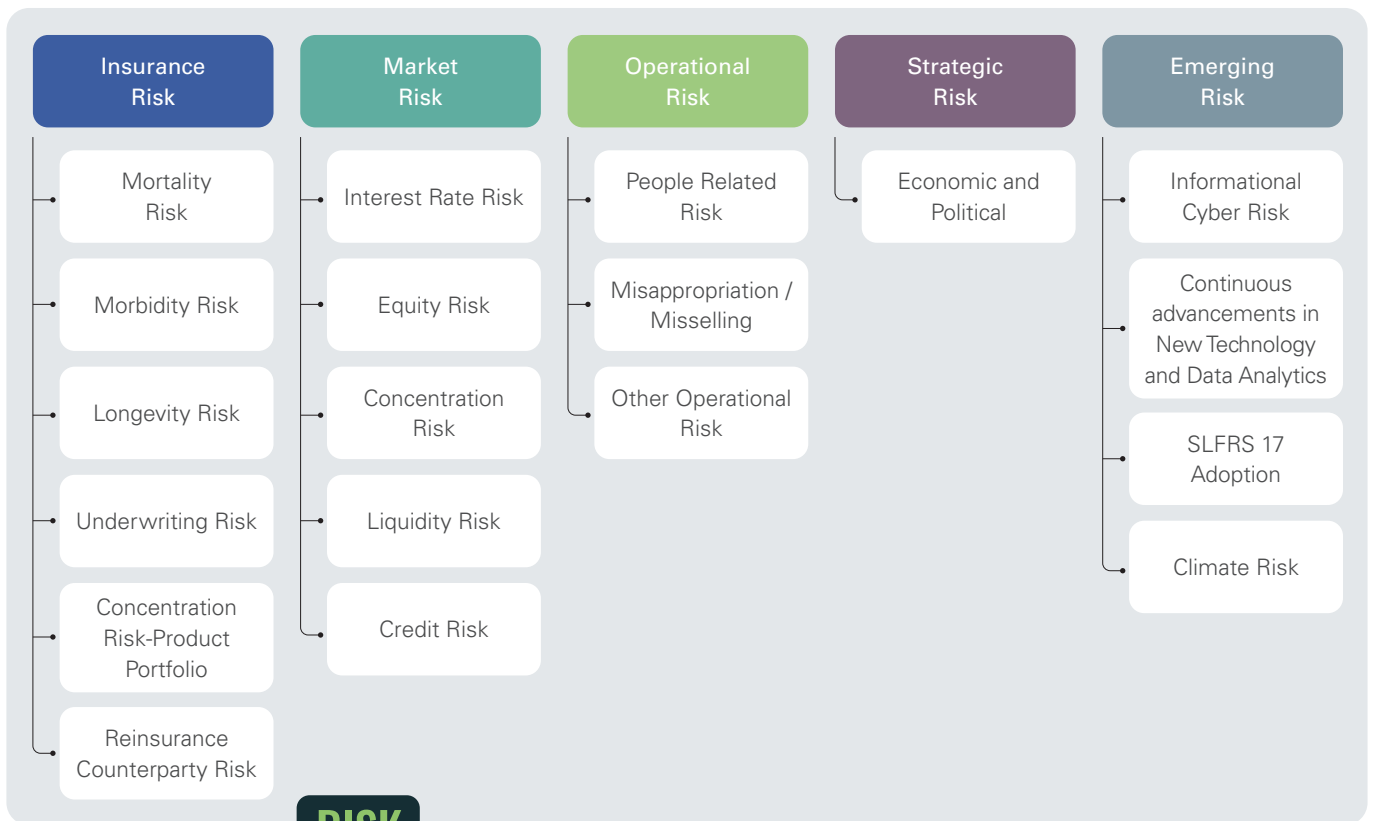 Insurance
Risk
Mortality
Risk
Morbidity Risk
Longevity Risk
Underwriting Risk
Concentration
Risk-Product
Portfolio
Reinsurance
Counterparty Risk
Market
Risk
Interest Rate Risk
Equity Risk
Concentration
Risk
Liquidity Risk
Credit Risk
Operational
Risk
People Related
Risk
Misappropriation /
Misselling
Other Operational
Risk
Strategic
Risk
Economic and
Political
Emerging
Risk
Informational
Cyber Risk
Continuous
advancements in
New Technology
and Data Analytics
SLFRS 17
Adoption
Climate Risk
RISK